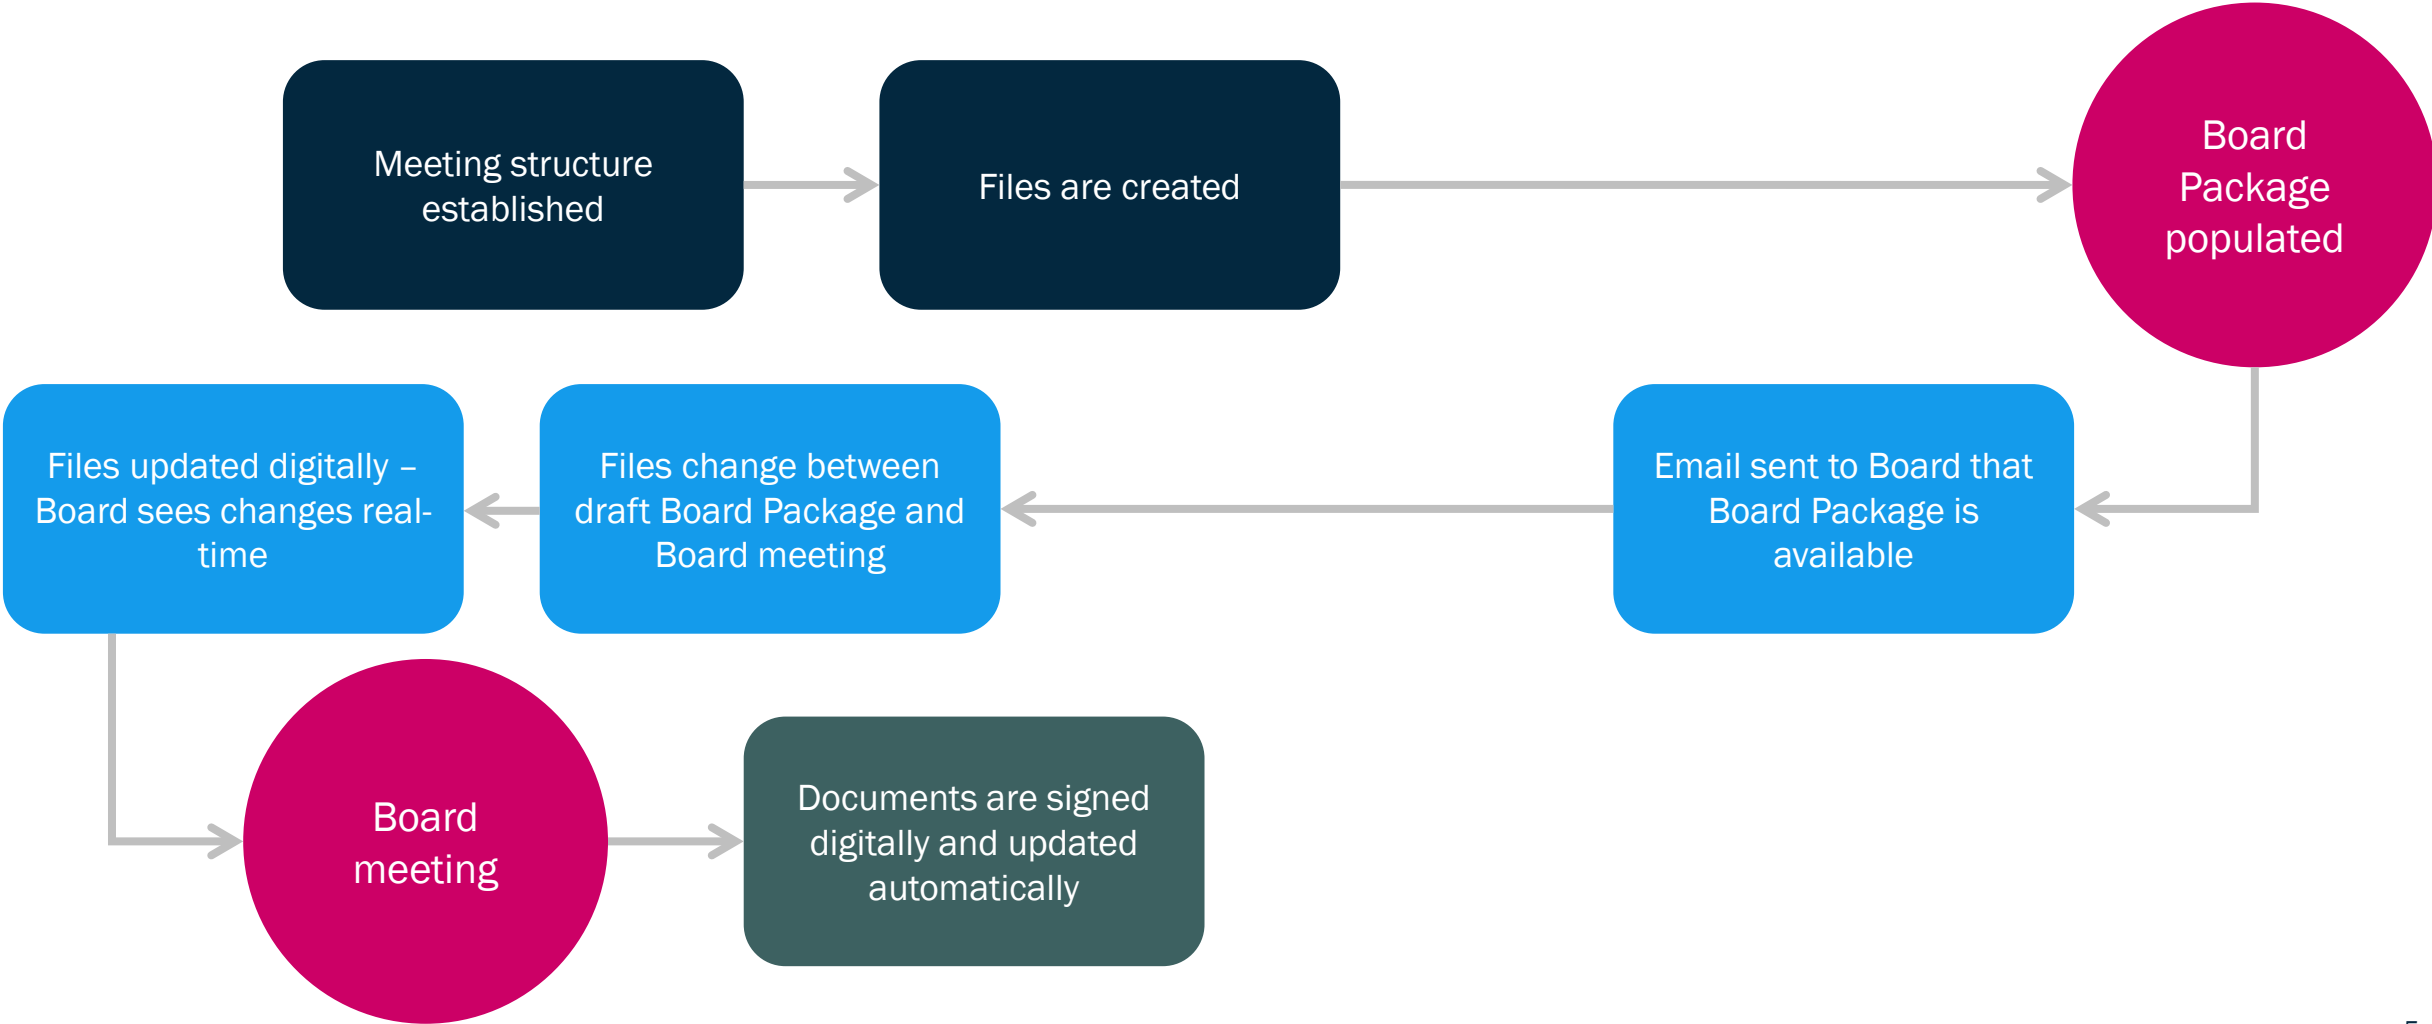 Meeting structure
established
Files are created
Board
Package
populated
Files updated digitally –
Board sees changes real-
time
Files change between
draft Board Package and
Board meeting
Email sent to Board that
Board Package is
available
Board
meeting
Documents are signed
digitally and updated
automatically